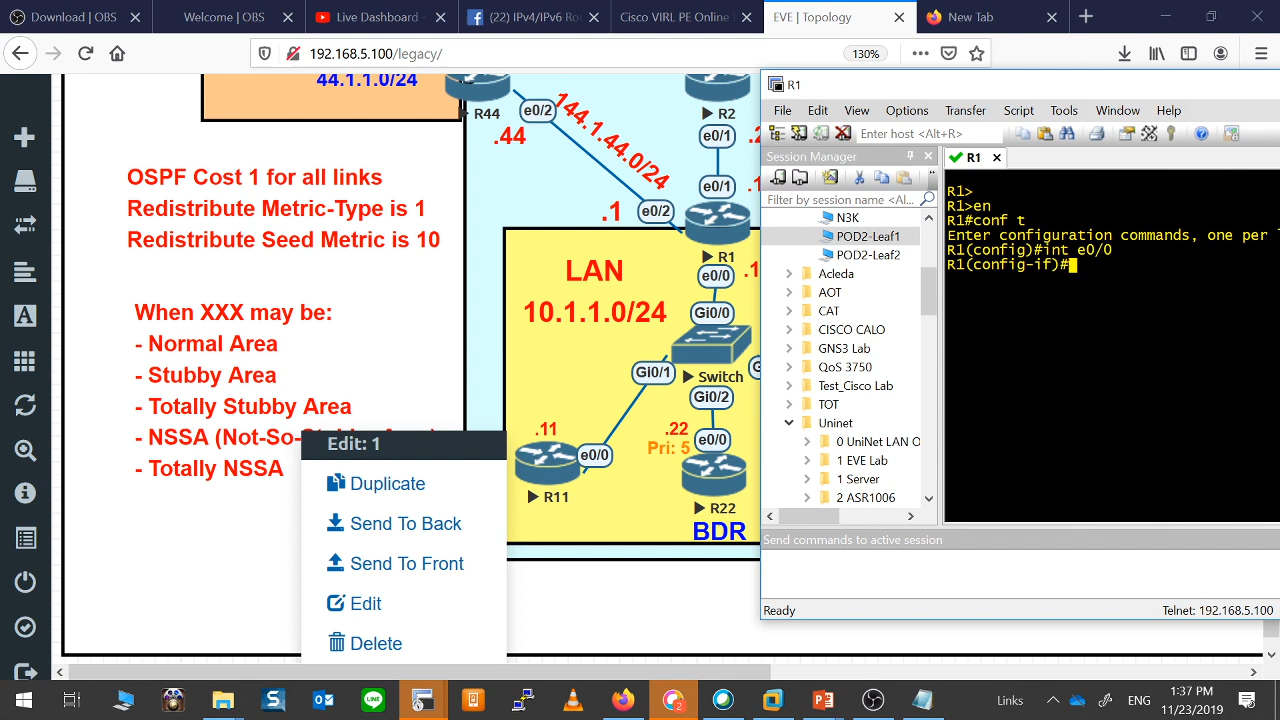 Download | OBS
Welcome | OBS
Live Dashboard -
(22) IPv4/IPv6 Ro
Cisco VIRL PE Online
EVE | Topology
New Tab
192.168.5.100/legacy/
130%
44.1.1.0/24
R44
e0/2
.44
144.1.44.0/24
R2
e0/1
e0/1
.1
e0/2
R1
e0/0
OSPF Cost 1 for all links
Redistribute Metric-Type is 1
Redistribute Seed Metric is 10
When XXX may be:
- Normal Area
- Stubby Area
- Totally Stubby Area
- NSSA (Not-So-
- Totally NSSA
LAN
10.1.1.0/24
Gi0/0
Gi0/1
Switch
Gi0/2
.11
e0/0
R11
.22
Pri: 5
e0/0
R22
BDR
Edit: 1
Duplicate
Send To Back
Send To Front
Edit
Delete
R1
File Edit View Options Transfer Script Tools Window Help
Enter host <Alt+R>
Session Manager
R1
Filter by session name <Al...
N3K
POD2-Leaf1
POD2-Leaf2
Acleda
AOT
CAT
CISCO CALO
GNS3 Lab
QoS 3750
Test_Cisco Lab
TOT
Uninet
0 UniNet LAN O
1 EVE Lab
1 Server
2 ASR1006
R1>
R1>en
R1#conf t
Enter configuration commands, one per
R1(config)#int e0/0
R1(config-if)#
Send commands to active session
Ready
Telnet: 192.168.5.100
Links
ENG
1:37 PM
11/23/2019